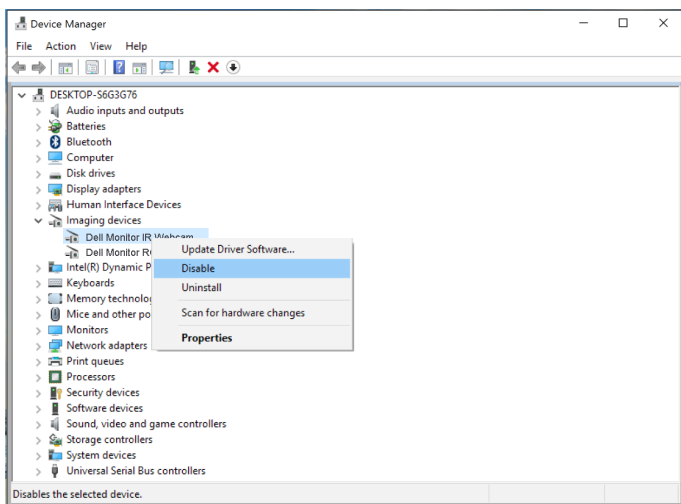 Device Manager
File Action View Help
DESKTOP-S6G3G76
Audio inputs and outputs
Batteries
Bluetooth
Computer
Disk drives
Display adapters
Human Interface Devices
Imaging devices
Dell Monitor IR Webcam
Dell Monitor
Update Driver Software...
Disable
Uninstall
Scan for hardware changes
Properties
Intel(R) Dynamic
Keyboards
Memory
Mice and other
Monitors
Network adapters
Print queues
Processors
Security devices
Software devices
Sound, video and game controllers
Storage controllers
System devices
Universal Serial Bus controllers
Disables the selected device.